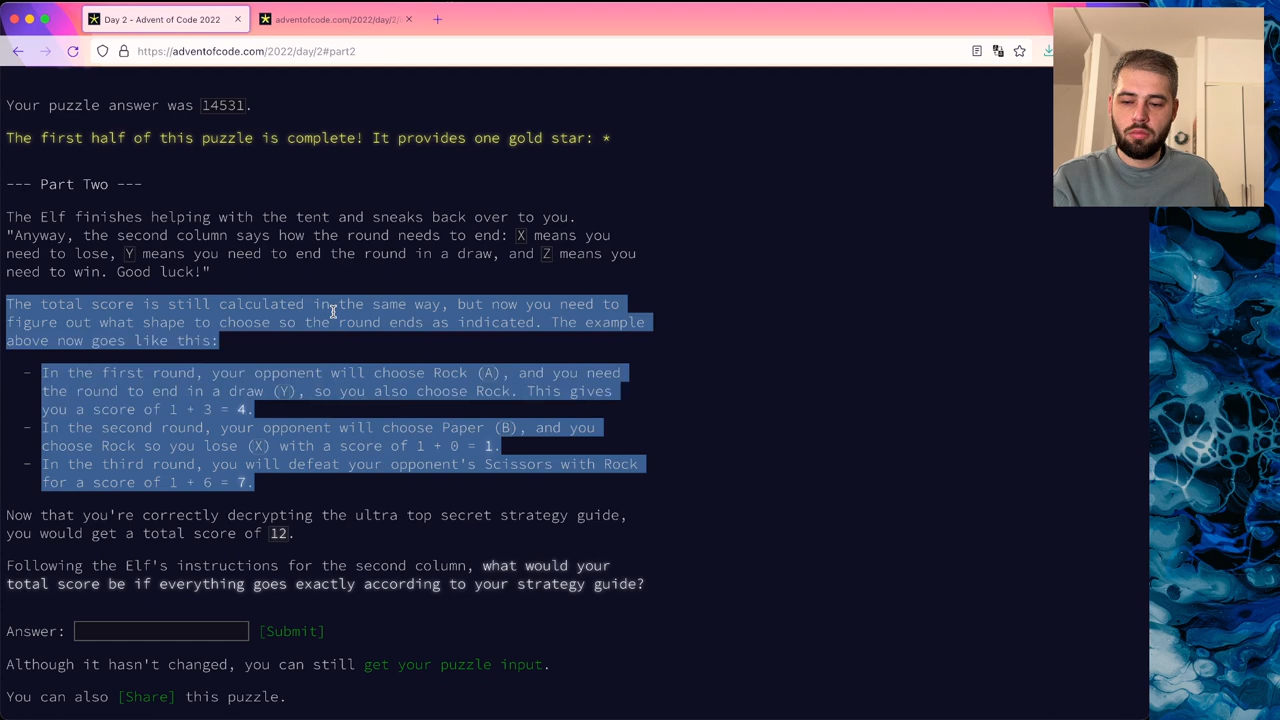 Day 2 - Advent of Code 2022
adventofcode.com/2022/day/2/
https://adventofcode.com/2022/day/2#part2
Your puzzle answer was 14531.
The first half of this puzzle is complete! It provides one gold star: *
--- Part Two ---
The Elf finishes helping with the tent and sneaks back over to you.
"Anyway, the second column says how the round needs to end: X means you
need to lose, Y means you need to end the round in a draw, and Z means you
need to win. Good luck!"
The total score is still calculated in the same way, but now you need to
figure out what shape to choose so the round ends as indicated. The example
above now goes like this:
- In the first round, your opponent will choose Rock (A), and you need
the round to end in a draw (Y), so you also choose Rock. This gives
you a score of 1 + 3 = 4.
- In the second round, your opponent will choose Paper (B), and you
choose Rock so you lose (X) with a score of 1 + 0 = 1.
- In the third round, you will defeat your opponent's Scissors with Rock
for a score of 1 + 6 = 7.
Now that you're correctly decrypting the ultra top secret strategy guide,
you would get a total score of 12.
Following the Elf's instructions for the second column, what would your
total score be if everything goes exactly according to your strategy guide?
Answer: [Submit]
Although it hasn't changed, you can still get your puzzle input.
You can also [Share] this puzzle.